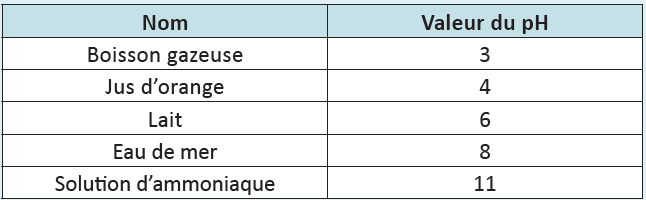 Nom Valeur du pH
Boisson gazeuse 3
Jus d’orange 4
Lait 6
Eau de mer 8
Solution d’ammoniaque 11